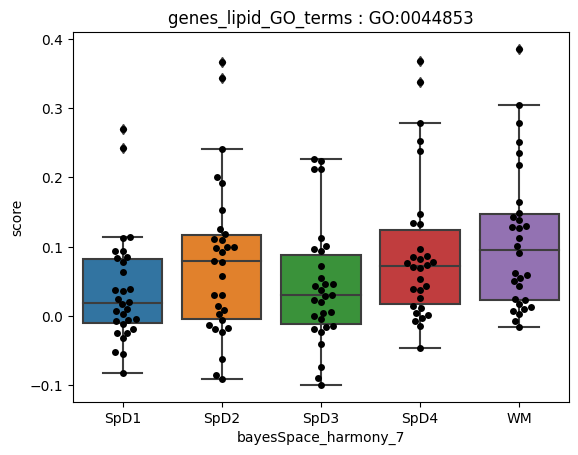 genes_lipid_GO_terms : GO:0044853
0.4
0.3
0.2
0.1
0.0
−0.1
score
SpD1 SpD2 SpD3 SpD4 WM
bayesSpace_harmony_7